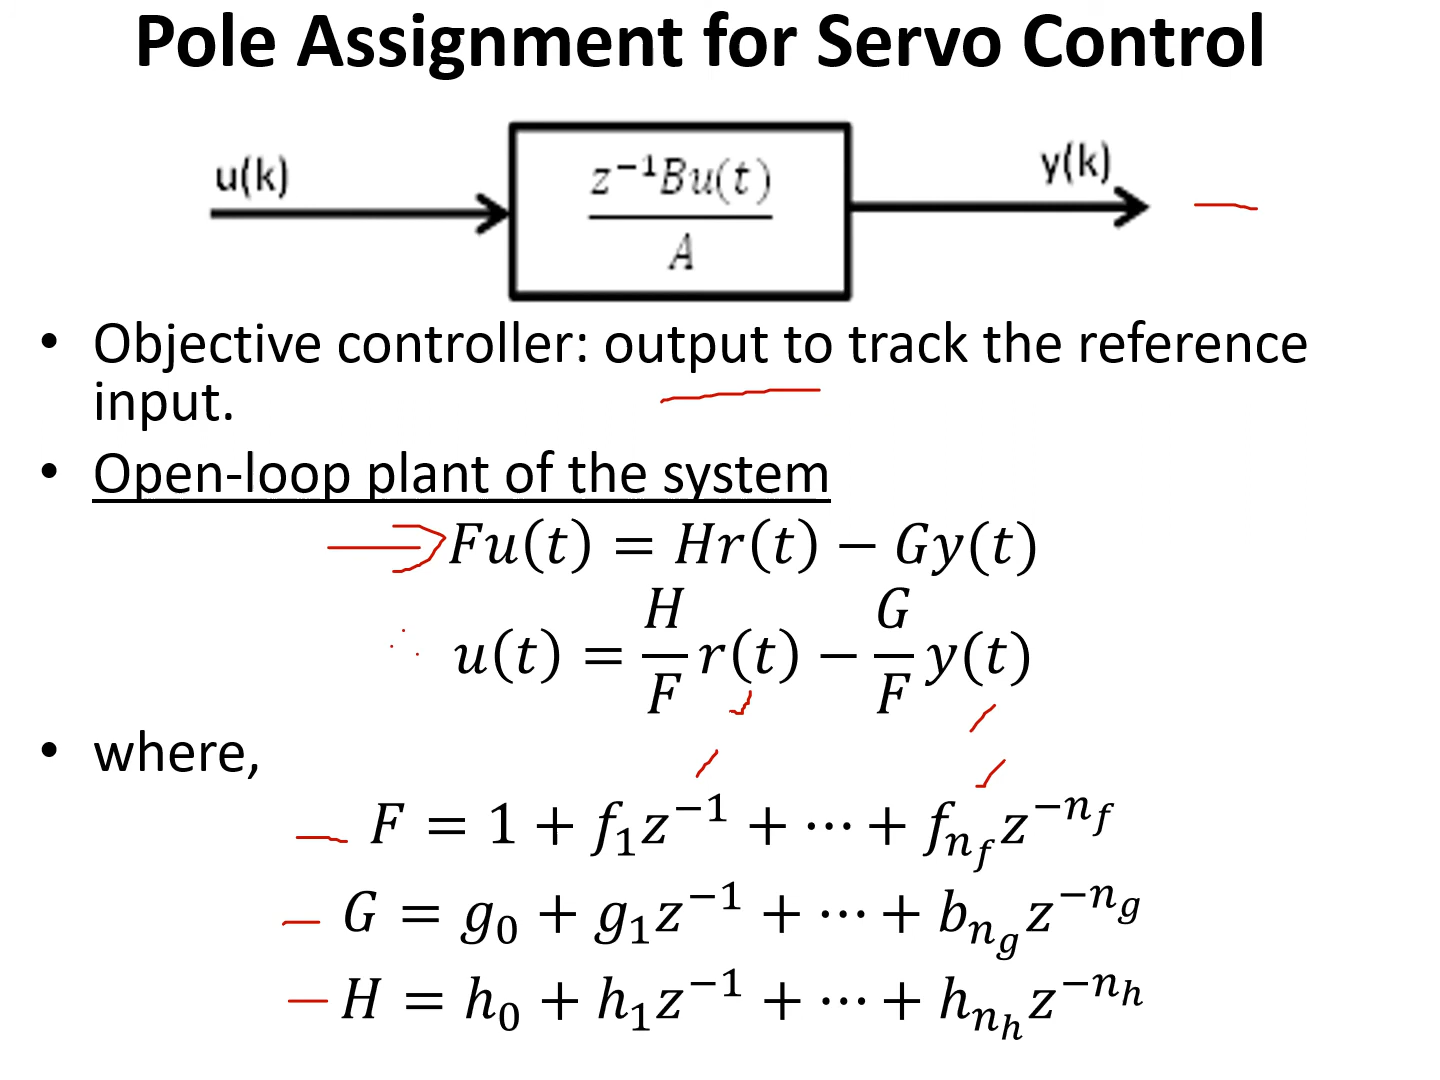 Pole Assignment for Servo Control
u(k)
z⁻¹Bu(t)
A
y(k)
• Objective controller: output to track the reference
input.
• Open-loop plant of the system
Fu(t) = Hr(t) − Gy(t)
u(t) = H/F r(t) − G/F y(t)
• where,
F = 1 + f₁z⁻¹ + ⋯ + f_{n_f}z^{−n_f}
G = g₀ + g₁z⁻¹ + ⋯ + b_{n_g}z^{−n_g}
H = h₀ + h₁z⁻¹ + ⋯ + h_{n_h}z^{−n_h}